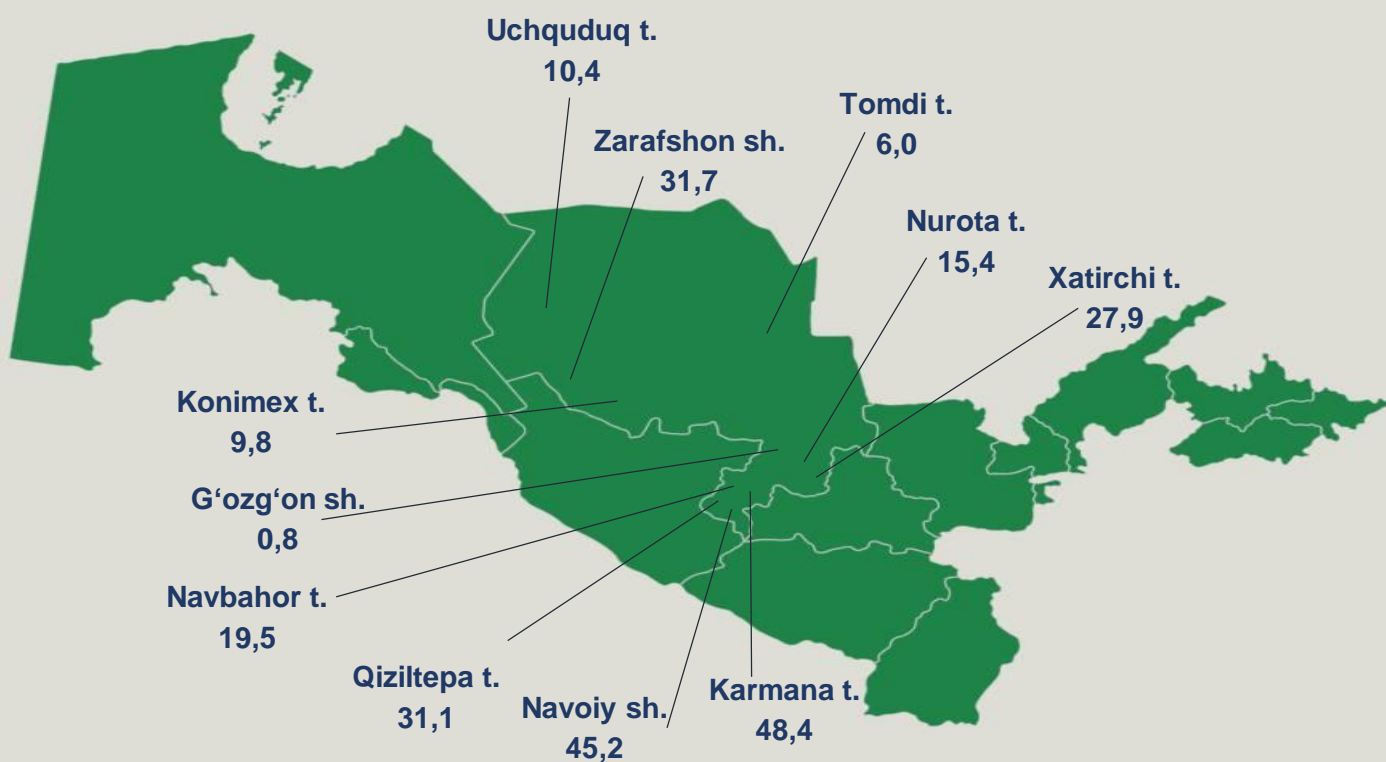 Uchquduq t.
10,4
Tomdi t.
6,0
Zarafshon sh.
31,7
Nurota t.
15,4
Xatirchi t.
27,9
Konimex t.
9,8
G‘ozg‘on sh.
0,8
Navbahor t.
19,5
Qiziltepa t.
31,1
Navoiy sh.
45,2
Karmana t.
48,4